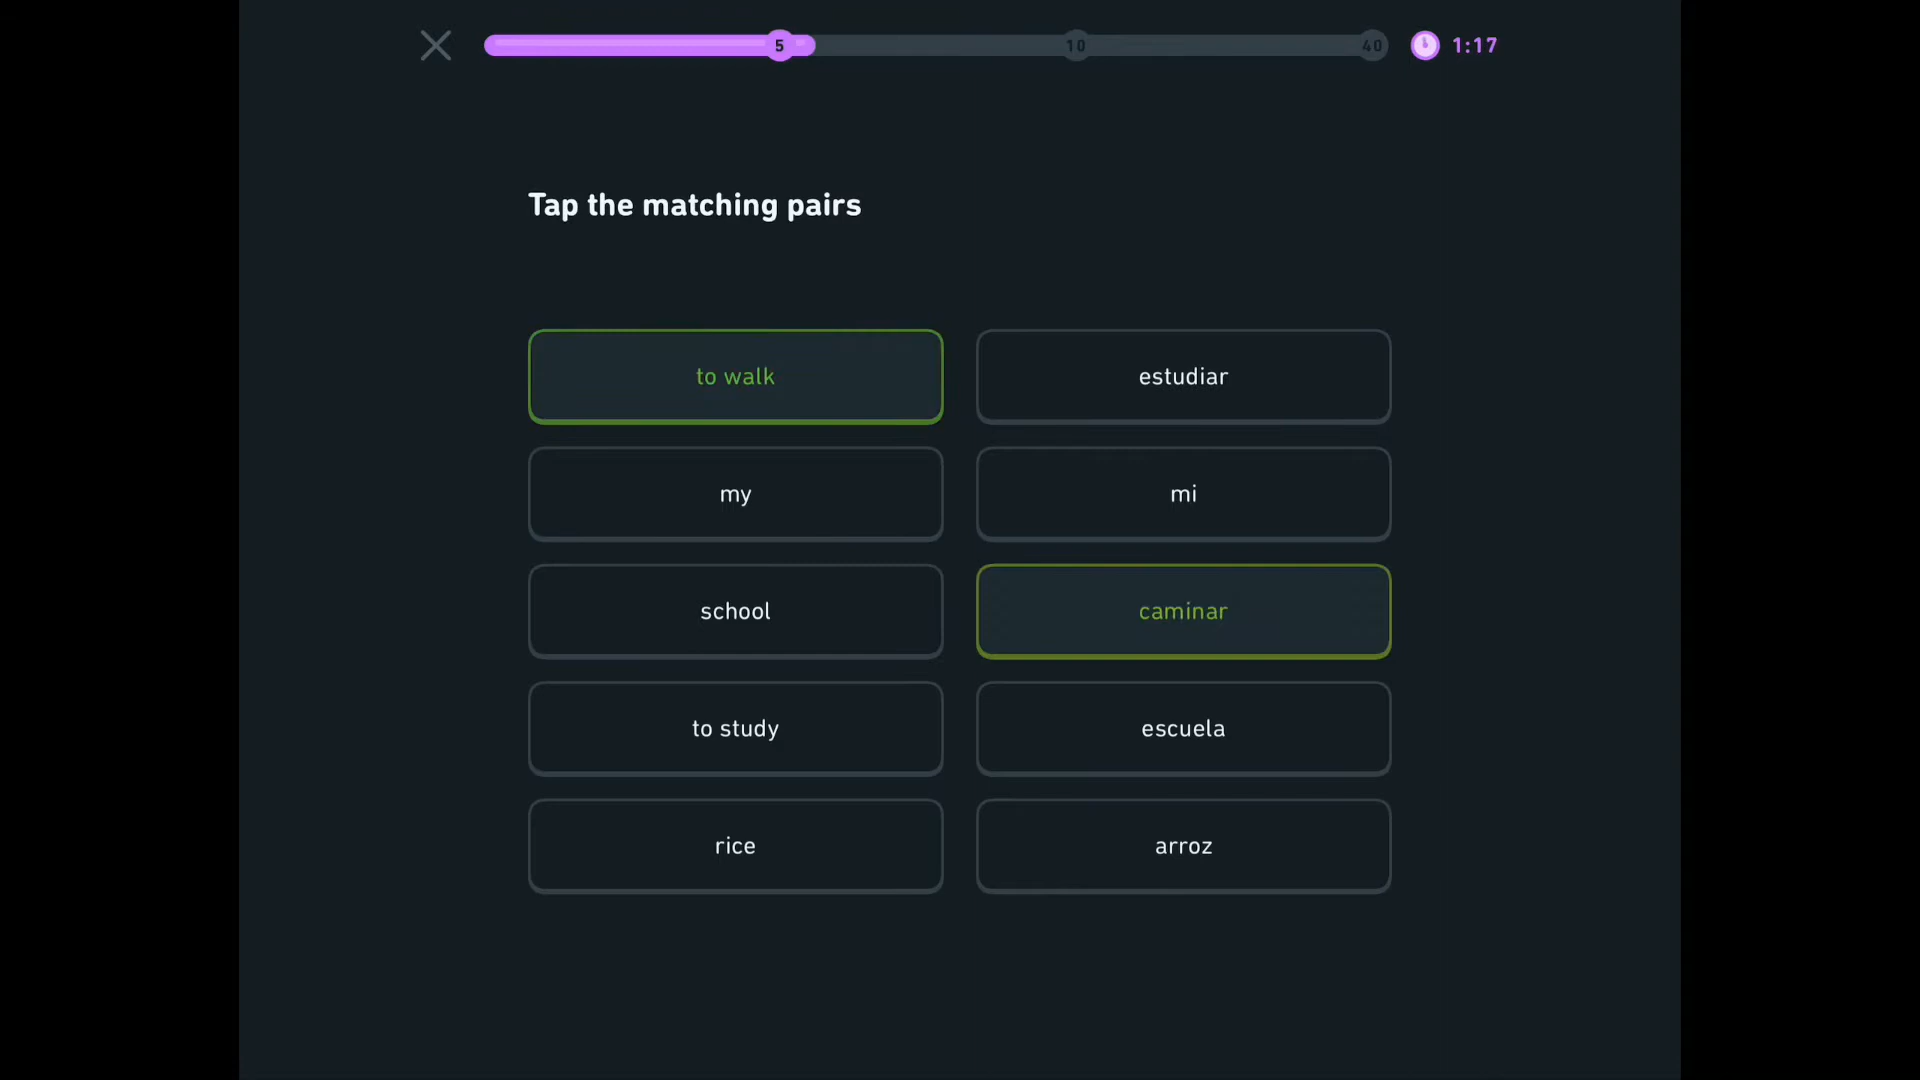 5 10 40 1:17
Tap the matching pairs
to walk estudiar
my mi
school caminar
to study escuela
rice arroz